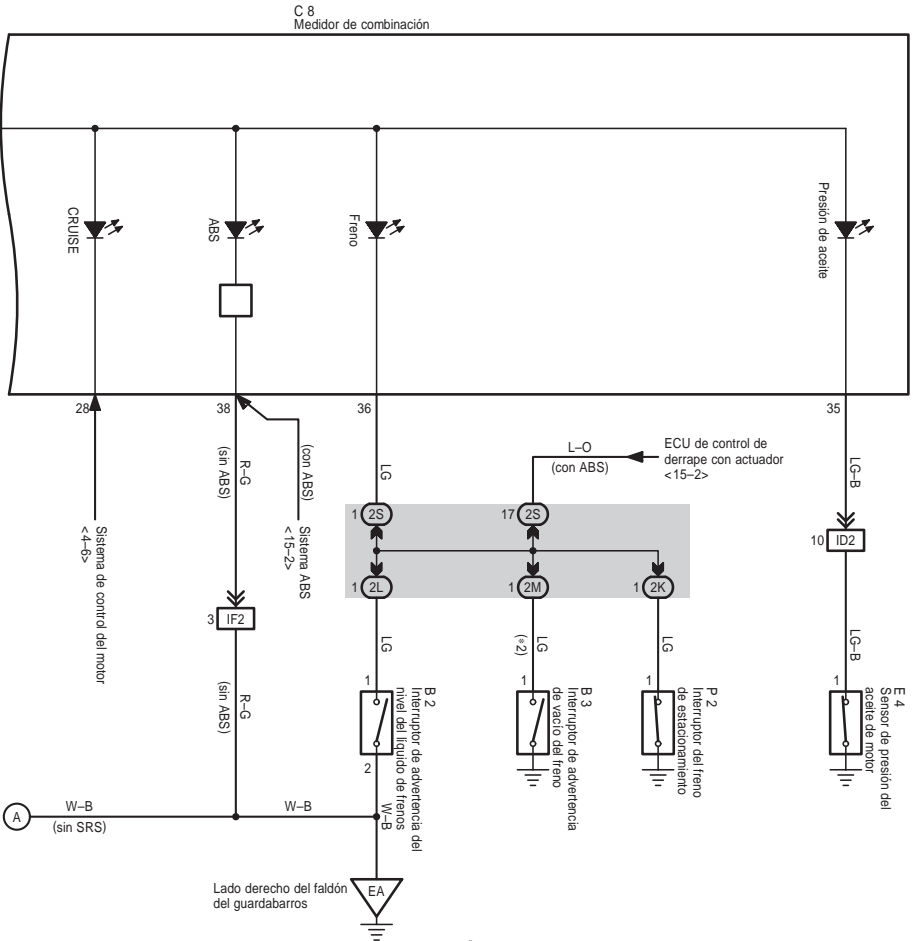 C 8
Medidor de combinación
CRUISE
ABS
Freno
Presión de aceite
28
38
36
35
R–G
(sin ABS)
(con ABS)
LG
L–O
(con ABS)
ECU de control de
derrape con actuador
<15–2>
LG–B
1
2S
17
2S
10
ID2
Sistema de control del motor
<4–6>
Sistema ABS
<15–2>
1
2L
1
2M
1
2K
3
IF2
R–G
(sin ABS)
LG
LG
(*2)
LG
LG–B
1
2
B 2
Interruptor de advertencia del
nivel del líquido de frenos
1
B 3
Interruptor de advertencia
de vacío del freno
1
P 2
Interruptor del freno
de estacionamiento
1
E 4
Sensor de presión del
aceite de motor
A
W–B
(sin SRS)
W–B
W–B
Lado derecho del faldón
del guardabarros
EA